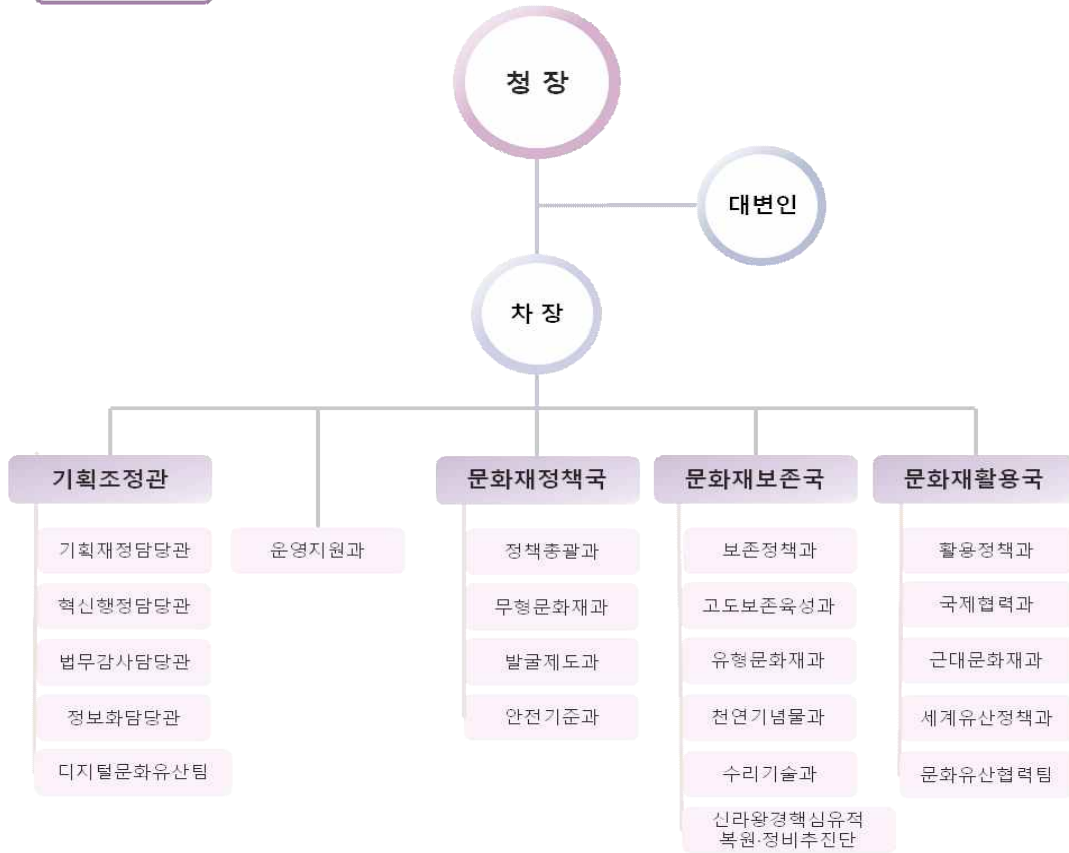 청 장
대변인
차 장
기획조정관
기획재정담당관
혁신행정담당관
법무감사담당관
정보화담당관
디지털문화유산팀
운영지원과
문화재정책국
정책총괄과
무형문화재과
발굴제도과
안전기준과
문화재보존국
보존정책과
고도보존육성과
유형문화재과
천연기념물과
수리기술과
신라왕경핵심유적
복원·정비추진단
문화재활용국
활용정책과
국제협력과
근대문화재과
세계유산정책과
문화유산협력팀